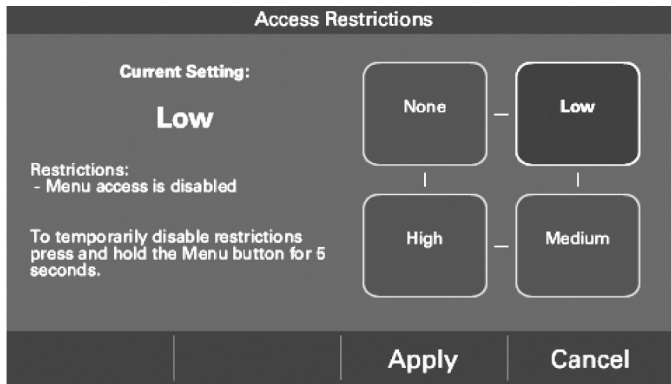 Access Restrictions
Current Setting:
Low
Restrictions:
- Menu access is disabled
To temporarily disable restrictions
press and hold the Menu button for 5
seconds.
None
Low
High
Medium
Apply
Cancel